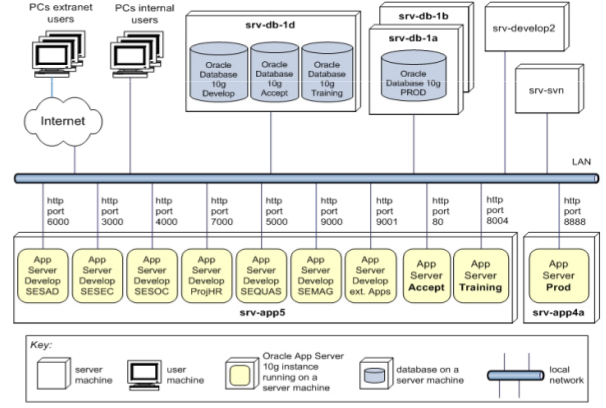 PCs extranet
users
PCs internal
users
srv-db-1d
Oracle
Database
10g
Develop
Oracle
Database
10g
Accept
Oracle
Database
10g
Training
srv-db-1b
srv-db-1a
Oracle
Database 10g
PROD
srv-develop2
srv-svn
Internet
LAN
http
port
6000
http
port
3000
http
port
4000
http
port
7000
http
port
5000
http
port
9000
http
port
9001
http
port
80
http
port
8004
http
port
8888
App
Server
Develop
SESAD
App
Server
Develop
SESEC
App
Server
Develop
SESOC
App
Server
Develop
ProjHR
App
Server
Develop
SEQUAS
App
Server
Develop
SEMAG
App
Server
Develop
ext. Apps
App
Server
Accept
App
Server
Training
App
Server
Prod
srv-app5
srv-app4a
Key:
server
machine
user
machine
Oracle App Server
10g instance
running on a
server machine
database on a
server machine
local
network